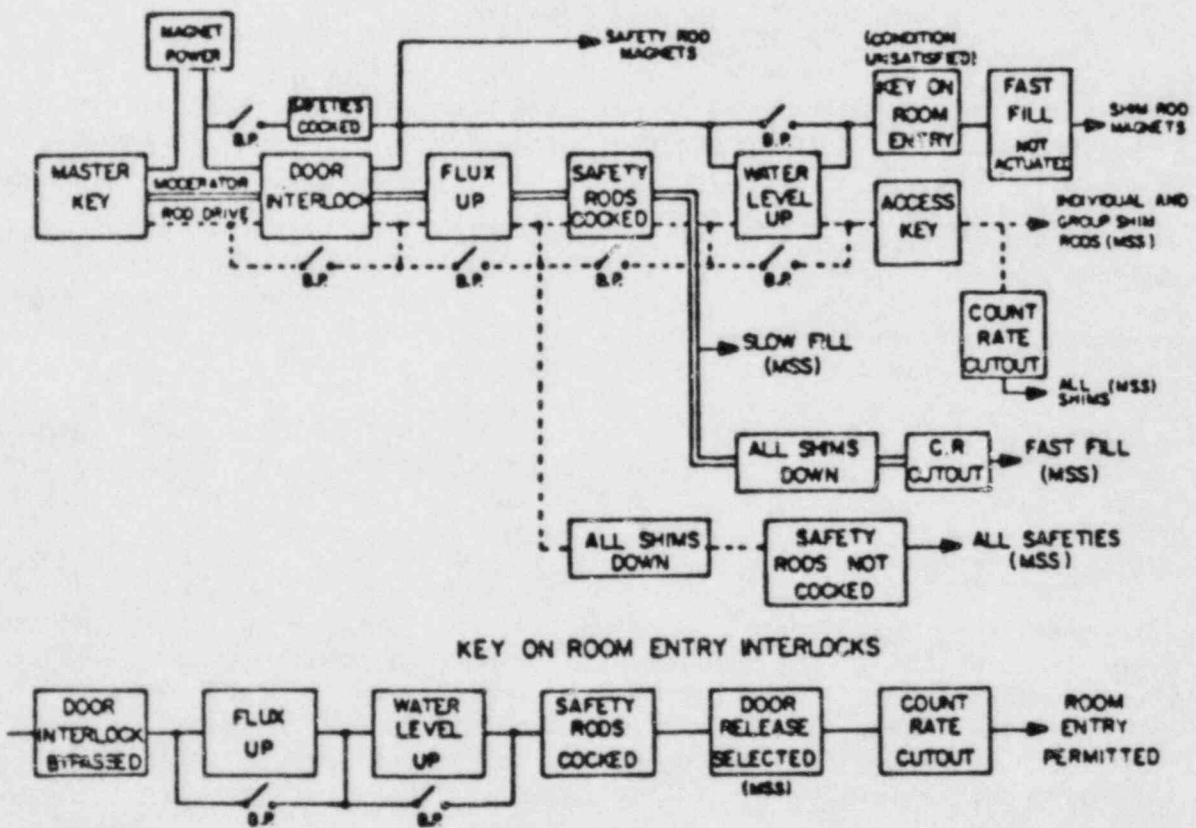 MAGNET
POWER
SAFETY ROD
MAGNETS
(CONDITION
UNSATISFIED)
SAFETIES
COCKED
B.P.
B.P.
KEY ON
ROOM
ENTRY
FAST
FILL
NOT
ACTUATED
SHIM ROD
MAGNETS
MASTER
KEY
MODERATOR
ROD DRIVE
DOOR
INTERLOCK
FLUX
UP
SAFETY
RODS
COCKED
WATER
LEVEL
UP
ACCESS
KEY
INDIVIDUAL AND
GROUP SHIM
RODS (MSS)
B.P.
B.P.
B.P.
B.P.
COUNT
RATE
CUTOUT
SLOW FILL
(MSS)
ALL (MSS)
SHIMS
ALL SHIMS
DOWN
C.R
CUTOUT
FAST FILL
(MSS)
ALL SHIMS
DOWN
SAFETY
RODS NOT
COCKED
ALL SAFETIES
(MSS)
KEY ON ROOM ENTRY INTERLOCKS
DOOR
INTERLOCK
BYPASSED
FLUX
UP
WATER
LEVEL
UP
SAFETY
RODS
COCKED
DOOR
RELEASE
SELECTED
(MSS)
COUNT
RATE
CUTOUT
ROOM
ENTRY
PERMITTED
B.P.
B.P.